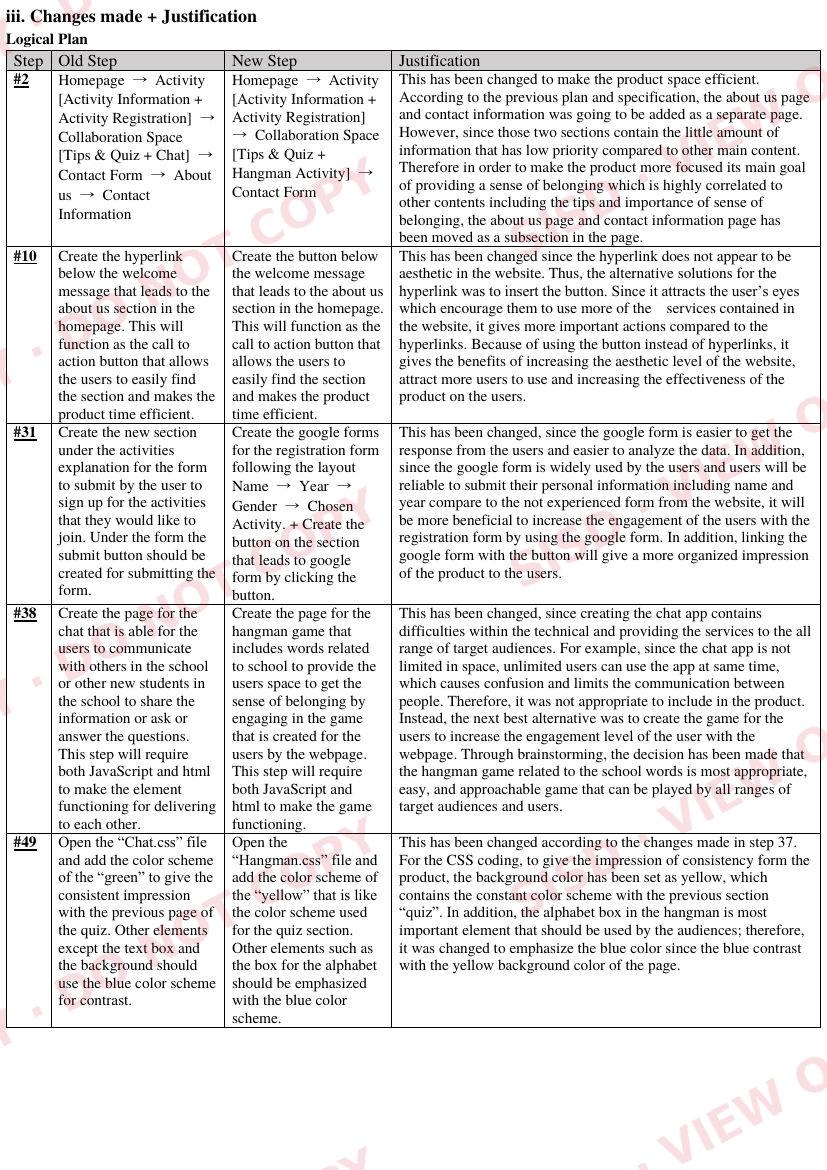 iii. Changes made + Justification
Logical Plan
Step Old Step New Step Justification
#2
Homepage → Activity
[Activity Information +
Activity Registration] →
Collaboration Space
[Tips & Quiz + Chat] →
Contact Form → About
us → Contact
Information
Homepage → Activity
[Activity Information +
Activity Registration]
→ Collaboration Space
[Tips & Quiz +
Hangman Activity] →
Contact Form
This has been changed to make the product space efficient.
According to the previous plan and specification, the about us page
and contact information was going to be added as a separate page.
However, since those two sections contain the little amount of
information that has low priority compared to other main content.
Therefore in order to make the product more focused its main goal
of providing a sense of belonging which is highly correlated to
other contents including the tips and importance of sense of
belonging, the about us page and contact information page has
been moved as a subsection in the page.
#10
Create the hyperlink
below the welcome
message that leads to the
about us section in the
homepage. This will
function as the call to
action button that allows
the users to easily find
the section and makes the
product time efficient.
Create the button below
the welcome message
that leads to the about us
section in the homepage.
This will function as the
call to action button that
allows the users to
easily find the section
and makes the product
time efficient.
This has been changed since the hyperlink does not appear to be
aesthetic in the website. Thus, the alternative solutions for the
hyperlink was to insert the button. Since it attracts the user's eyes
which encourage them to use more of the services contained in
the website, it gives more important actions compared to the
hyperlinks. Because of using the button instead of hyperlinks, it
gives the benefits of increasing the aesthetic level of the website,
attract more users to use and increasing the effectiveness of the
product on the users.
#31
Create the new section
under the activities
explanation for the form
to submit by the user to
sign up for the activities
that they would like to
join. Under the form the
submit button should be
created for submitting the
form.
Create the google forms
for the registration form
following the layout
Name → Year →
Gender → Chosen
Activity. + Create the
button on the section
that leads to google
form by clicking the
button.
This has been changed, since the google form is easier to get the
response from the users and easier to analyze the data. In addition,
since the google form is widely used by the users and users will be
reliable to submit their personal information including name and
year compare to the not experienced form from the website, it will
be more beneficial to increase the engagement of the users with the
registration form by using the google form. In addition, linking the
google form with the button will give a more organized impression
of the product to the users.
#38
Create the page for the
chat that is able for the
users to communicate
with others in the school
or other new students in
the school to share the
information or ask or
answer the questions.
This step will require
both JavaScript and html
to make the element
functioning for delivering
to each other.
Create the page for the
hangman game that
includes words related
to school to provide the
users space to get the
sense of belonging by
engaging in the game
that is created for the
users by the webpage.
This step will require
both JavaScript and
html to make the game
functioning.
This has been changed, since creating the chat app contains
difficulties within the technical and providing the services to the all
range of target audiences. For example, since the chat app is not
limited in space, unlimited users can use the app at same time,
which causes confusion and limits the communication between
people. Therefore, it was not appropriate to include in the product.
Instead, the next best alternative was to create the game for the
users to increase the engagement level of the user with the
webpage. Through brainstorming, the decision has been made that
the hangman game related to the school words is most appropriate,
easy, and approachable game that can be played by all ranges of
target audiences and users.
#49
Open the “Chat.css” file
and add the color scheme
of the “green” to give the
consistent impression
with the previous page of
the quiz. Other elements
except the text box and
the background should
use the blue color scheme
for contrast.
Open the
“Hangman.css” file and
add the color scheme of
the “yellow” that is like
the color scheme used
for the quiz section.
Other elements such as
the box for the alphabet
should be emphasized
with the blue color
scheme.
This has been changed according to the changes made in step 37.
For the CSS coding, to give the impression of consistency form the
product, the background color has been set as yellow, which
contains the constant color scheme with the previous section
“quiz”. In addition, the alphabet box in the hangman is most
important element that should be used by the audiences; therefore,
it was changed to emphasize the blue color since the blue contrast
with the yellow background color of the page.
Y · DO NOT COPY
SISD · VIEW O
Y · DO NOT COPY
SISD · VIEW O
Y · DO NOT COPY
SISD · VIEW O
COPY
· VIEW O